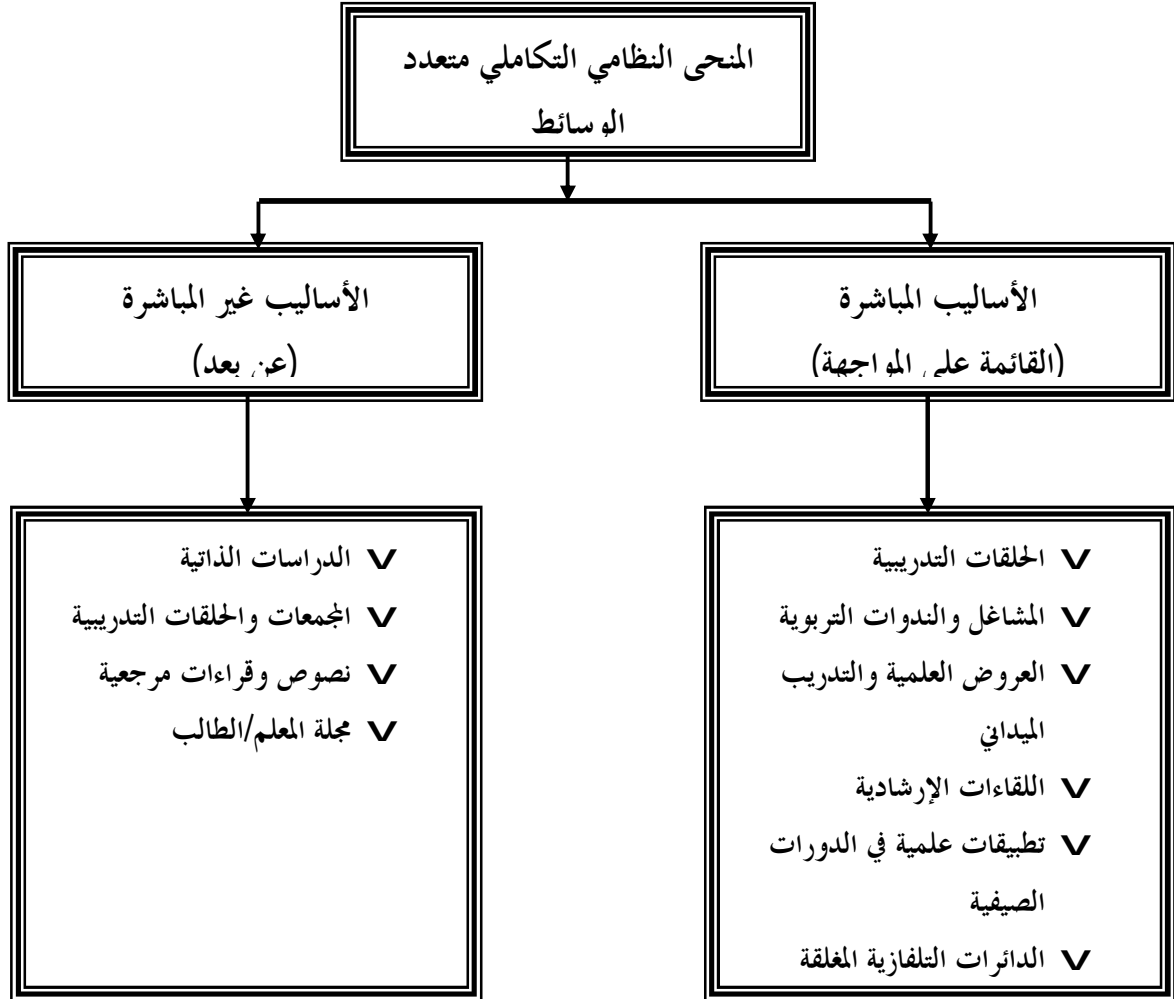 المنحى النظامي التكاملي متعدد
الوسائط
الأساليب المباشرة
(القائمة على المواجهة)
الأساليب غير المباشرة
(عن بعد)
الحلقات التدريبية
المشاغل والندوات التربوية
العروض العلمية والتدريب
الميداني
اللقاءات الإرشادية
تطبيقات علمية في الدورات
الصيفية
الدائرات التلفازية المغلقة
الدراسات الذاتية
المجمعات والحلقات التدريبية
نصوص وقراءات مرجعية
مجلة المعلم/الطالب